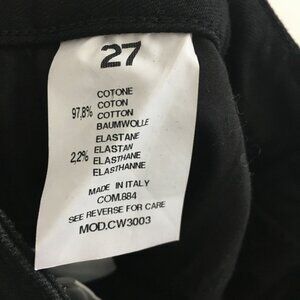 27
COTONE
COTON
97,8% COTTON
BAUMWOLLE
ELASTANE
ELASTAN
2,2% ELASTHANE
ELASTHANNE
MADE IN ITALY
COM.884
SEE REVERSE FOR CARE
MOD.CW3003